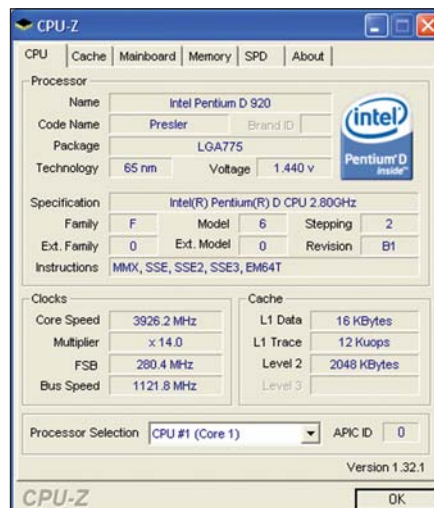 CPU-Z
CPU Cache Mainboard Memory SPD About
Processor
Name Intel Pentium D 920
Code Name Presler Brand ID
Package LGA775
Technology 65 nm Voltage 1.440 v
intel
Pentium D
inside™
Specification Intel(R) Pentium(R) D CPU 2.80GHz
Family F Model 6 Stepping 2
Ext. Family 0 Ext. Model 0 Revision B1
Instructions MMX, SSE, SSE2, SSE3, EM64T
Clocks Cache
Core Speed 3926.2 MHz L1 Data 16 KBytes
Multiplier x 14.0 L1 Trace 12 Kuops
FSB 280.4 MHz Level 2 2048 KBytes
Bus Speed 1121.8 MHz Level 3
Processor Selection CPU #1 (Core 1) APIC ID 0
Version 1.32.1
CPU-Z OK